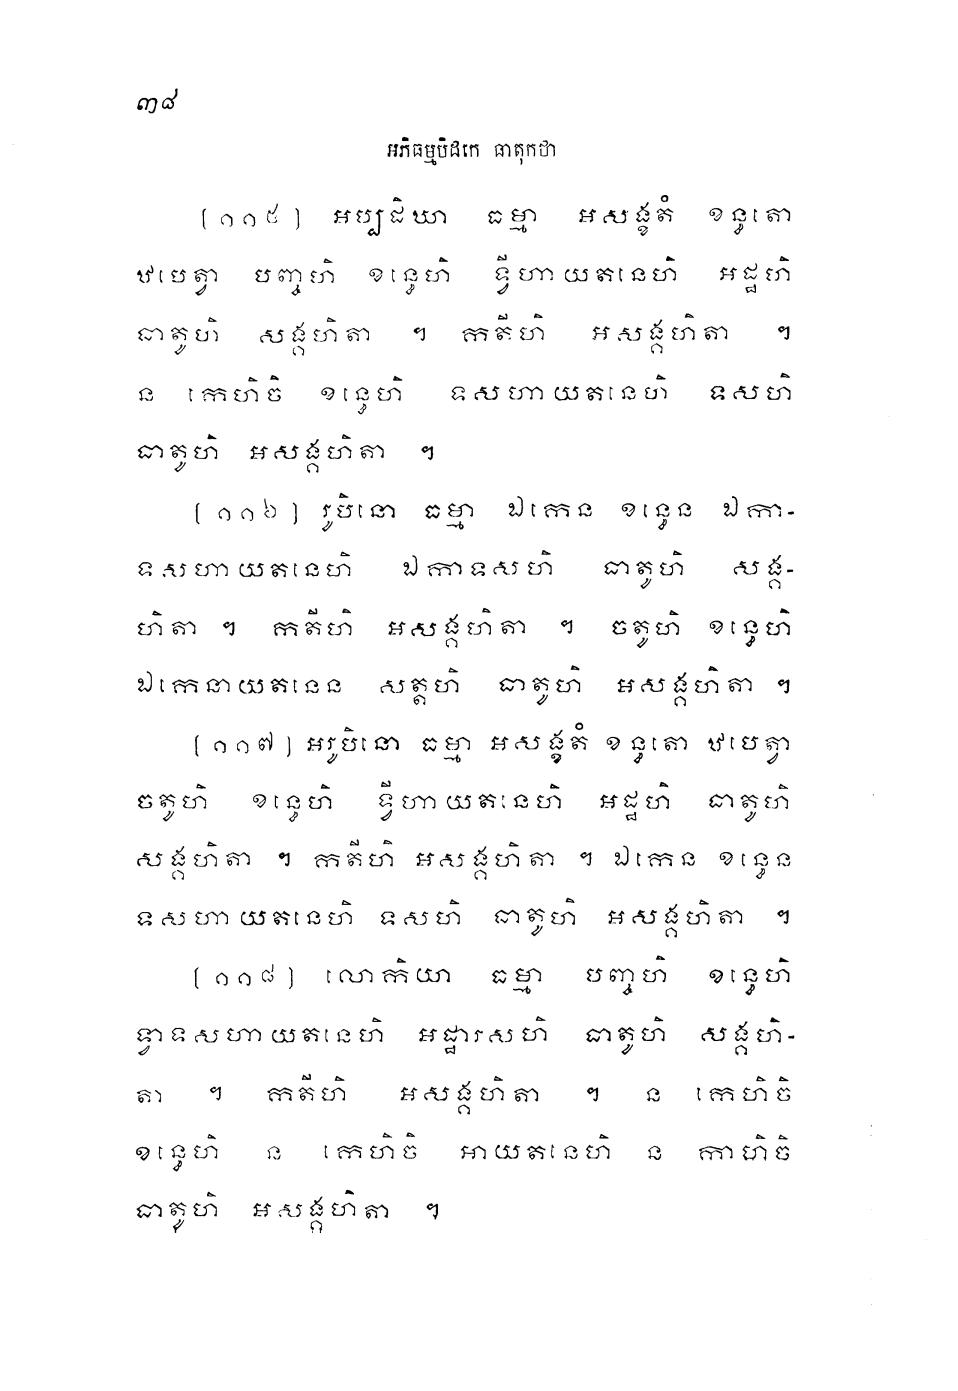 ៣៨
អភិធម្មបិដកេ ធាតុកថា
(១១៥) អប្បដិឃា ធម្មា អសង្ខតំ ខន្ធតោ
ឋបេត្វា បញ្ចហិ ខន្ធេហិ ទ្វីហាយតនេហិ អដ្ឋហិ
ធាតូហិ សង្គហិតា ។ កតីហិ អសង្គហិតា ។
ន កេហិចិ ខន្ធេហិ ទសហាយតនេហិ ទសហិ
ធាតូហិ អសង្គហិតា ។
(១១៦) រូបិនោ ធម្មា ឯកេន ខន្ធេន ឯកា-
ទសហាយតនេហិ ឯកាទសហិ ធាតូហិ សង្គ-
ហិតា ។ កតីហិ អសង្គហិតា ។ ចតូហិ ខន្ធេហិ
ឯកេនាយតនេន សត្តហិ ធាតូហិ អសង្គហិតា ។
(១១៧) អរូបិនោ ធម្មា អសង្ខតំ ខន្ធតោ ឋបេត្វា
ចតូហិ ខន្ធេហិ ទ្វីហាយតនេហិ អដ្ឋហិ ធាតូហិ
សង្គហិតា ។ កតីហិ អសង្គហិតា ។ ឯកេន ខន្ធេន
ទសហាយតនេហិ ទសហិ ធាតូហិ អសង្គហិតា ។
(១១៨) លោកិយា ធម្មា បញ្ចហិ ខន្ធេហិ
ទ្វាទសហាយតនេហិ អដ្ឋារសហិ ធាតូហិ សង្គហិ-
តា ។ កតីហិ អសង្គហិតា ។ ន កេហិចិ
ខន្ធេហិ ន កេហិចិ អាយតនេហិ ន កាហិចិ
ធាតូហិ អសង្គហិតា ។